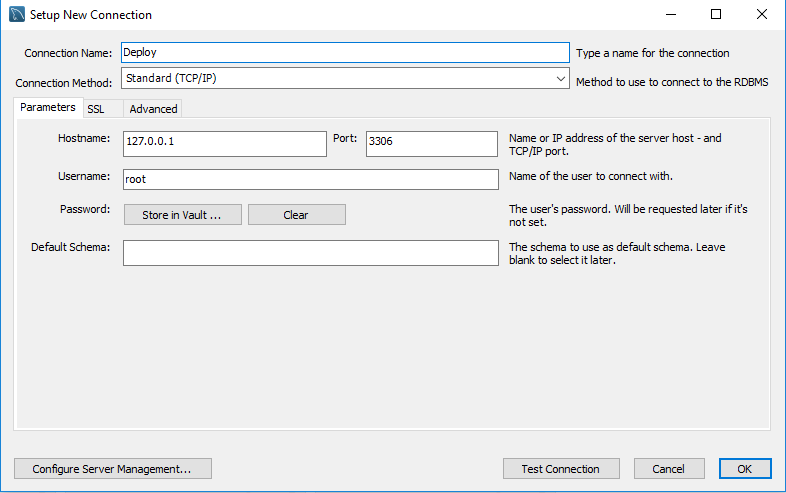 Setup New Connection
Connection Name: Deploy Type a name for the connection
Connection Method: Standard (TCP/IP) Method to use to connect to the RDBMS
Parameters SSL Advanced
Hostname: 127.0.0.1 Port: 3306 Name or IP address of the server host - and
TCP/IP port.
Username: root Name of the user to connect with.
Password: Store in Vault ... Clear The user's password. Will be requested later if it's
not set.
Default Schema: The schema to use as default schema. Leave
blank to select it later.
Configure Server Management... Test Connection Cancel OK